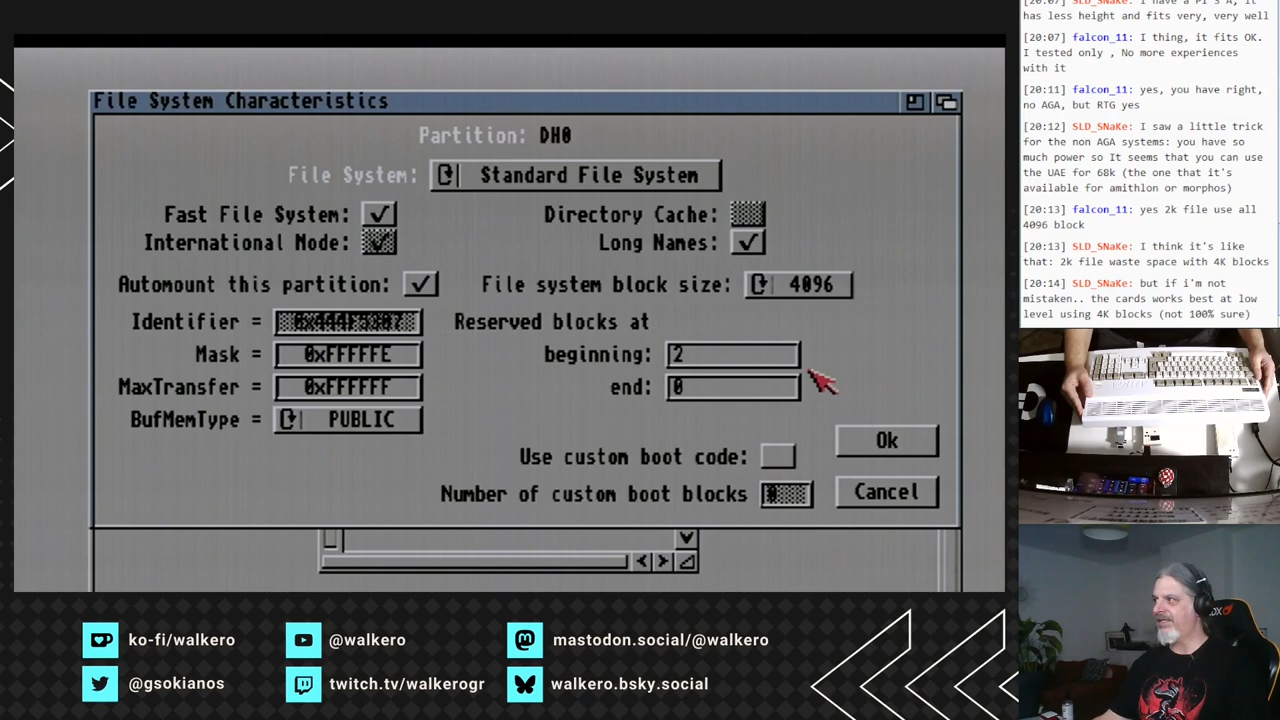 File System Characteristics
Partition: DH0
File System: Standard File System
Fast File System:
Directory Cache:
International Mode:
Long Names:
Automount this partition:
File system block size: 4096
Identifier =
Reserved blocks at
Mask = 0xFFFFFE
beginning: 2
MaxTransfer = 0xFFFFFF
end: 0
BufMemType = PUBLIC
Use custom boot code:
Ok
Number of custom boot blocks 0
Cancel
has less height and fits very, very well
[20:07] falcon_11: I thing, it fits OK.
I tested only , No more experiences
with it
[20:11] falcon_11: yes, you have right,
no AGA, but RTG yes
[20:12] SLD_SNaKe: I saw a little trick
for the non AGA systems: you have so
much power so It seems that you can use
the UAE for 68k (the one that it's
available for amithlon or morphos)
[20:13] falcon_11: yes 2k file use all
4096 block
[20:13] SLD_SNaKe: I think it's like
that: 2k file waste space with 4K blocks
[20:14] SLD_SNaKe: but if i'm not
mistaken.. the cards works best at low
level using 4K blocks (not 100% sure)
ko-fi/walkero
@walkero
mastodon.social/@walkero
@gsokianos
twitch.tv/walkerogr
walkero.bsky.social